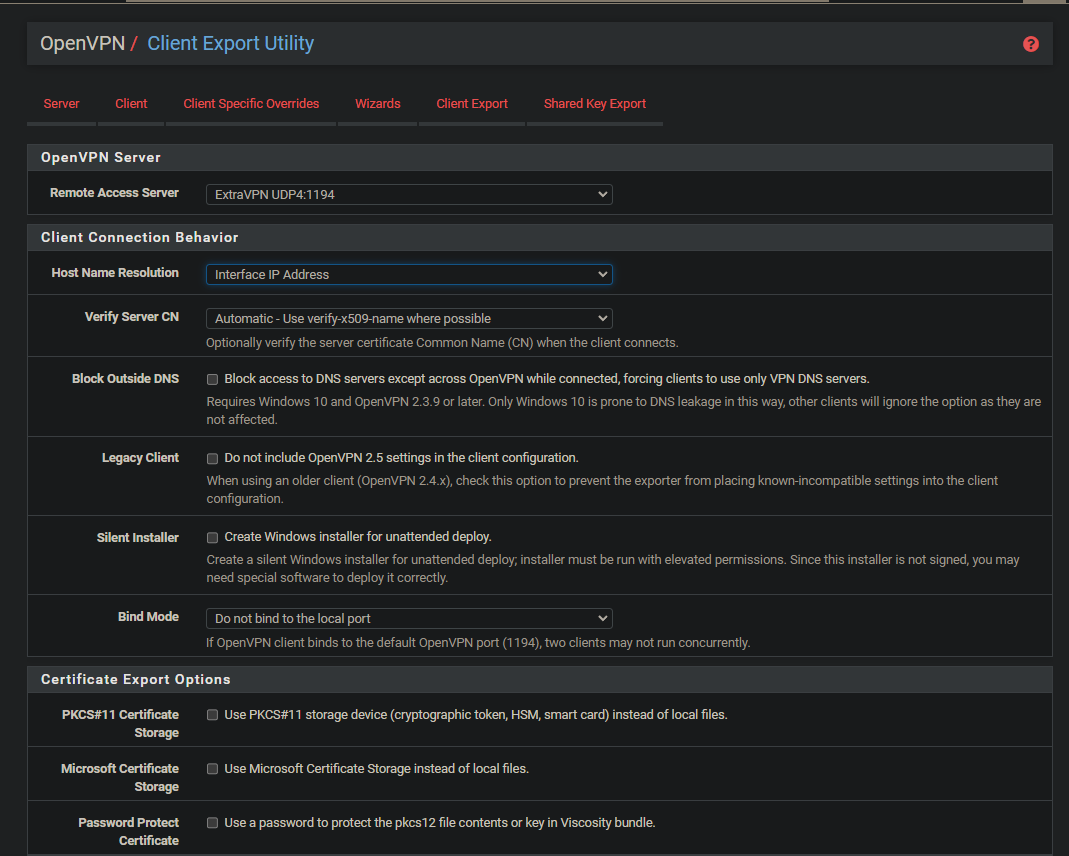 OpenVPN / Client Export Utility
?
Server Client Client Specific Overrides Wizards Client Export Shared Key Export
OpenVPN Server
Remote Access Server ExtraVPN UDP4:1194
Client Connection Behavior
Host Name Resolution Interface IP Address
Verify Server CN Automatic - Use verify-x509-name where possible
Optionally verify the server certificate Common Name (CN) when the client connects.
Block Outside DNS Block access to DNS servers except across OpenVPN while connected, forcing clients to use only VPN DNS servers.
Requires Windows 10 and OpenVPN 2.3.9 or later. Only Windows 10 is prone to DNS leakage in this way, other clients will ignore the option as they are
not affected.
Legacy Client Do not include OpenVPN 2.5 settings in the client configuration.
When using an older client (OpenVPN 2.4.x), check this option to prevent the exporter from placing known-incompatible settings into the client
configuration.
Silent Installer Create Windows installer for unattended deploy.
Create a silent Windows installer for unattended deploy; installer must be run with elevated permissions. Since this installer is not signed, you may
need special software to deploy it correctly.
Bind Mode Do not bind to the local port
If OpenVPN client binds to the default OpenVPN port (1194), two clients may not run concurrently.
Certificate Export Options
PKCS#11 Certificate Use PKCS#11 storage device (cryptographic token, HSM, smart card) instead of local files.
Storage
Microsoft Certificate Use Microsoft Certificate Storage instead of local files.
Storage
Password Protect Use a password to protect the pkcs12 file contents or key in Viscosity bundle.
Certificate